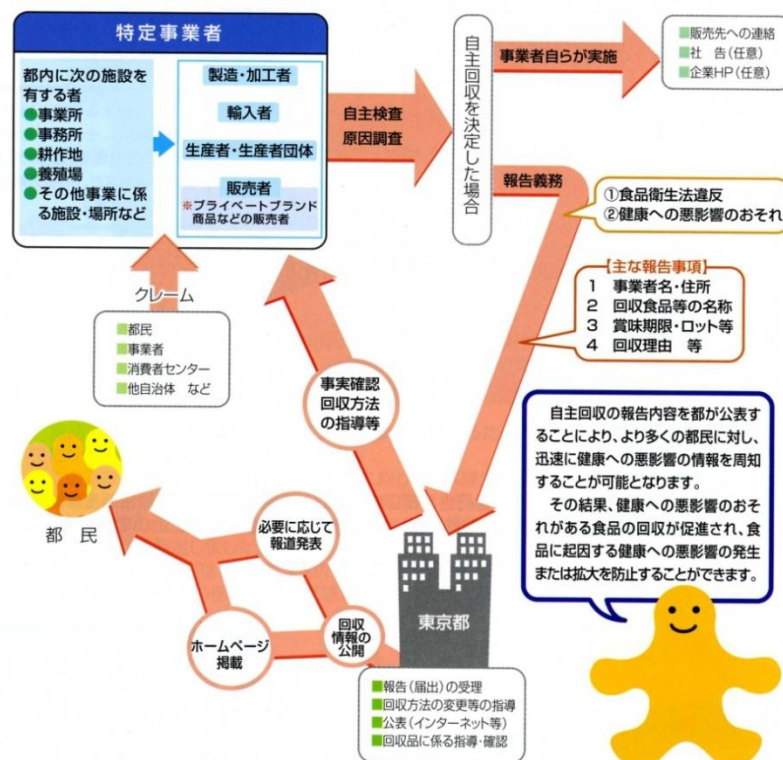 特定事業者
都内に次の施設を
有する者
●事業所
●事務所
●耕作地
●養殖場
●その他事業に係
る施設・場所など
製造・加工者
輸入者
生産者・生産者団体
販売者
※プライベートブランド
商品などの販売者
自主検査
原因調査
自主回収を決定した場合
事業者自らが実施
■販売先への連絡
■社 告(任意)
■企業HP(任意)
報告義務
①食品衛生法違反
②健康への悪影響のおそれ
【主な報告事項】
1 事業者名・住所
2 回収食品等の名称
3 賞味期限・ロット等
4 回収理由 等
クレーム
■都民
■事業者
■消費者センター
■他自治体 など
事実確認
回収方法
の指導等
自主回収の報告内容を都が公表
することにより、より多くの都民に対し、
迅速に健康への悪影響の情報を周知
することが可能となります。
その結果、健康への悪影響のおそ
れがある食品の回収が促進され、食
品に起因する健康への悪影響の発生
または拡大を防止することができます。
都 民
必要に応じて
報道発表
ホームページ
掲載
回収
情報の
公開
東京都
■報告(届出)の受理
■回収方法の変更等の指導
■公表(インターネット等)
■回収品に係る指導・確認